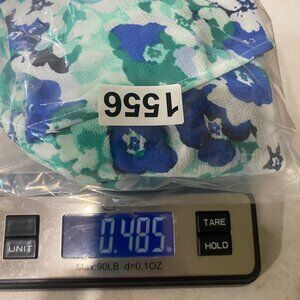 1556
0.485
TARE
UNIT
HOLD
Max:90LB d=0.1OZ